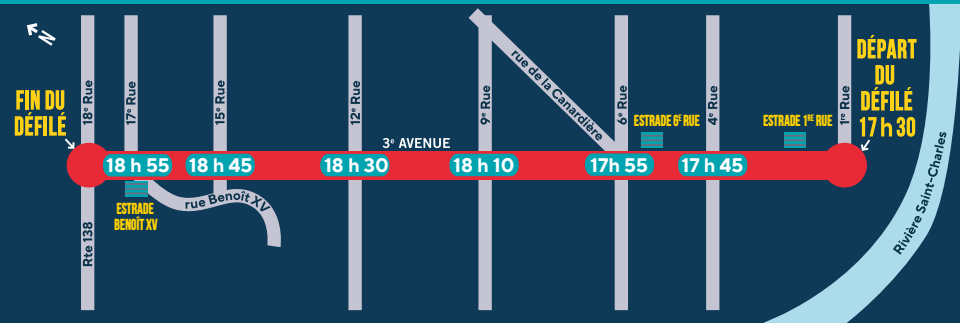 N
FIN DU
DÉFILÉ
18e Rue
17e Rue
15e Rue
12e Rue
9e Rue
rue de la Canardière
6e Rue
ESTRADE 6E RUE
4e Rue
ESTRADE 1RE RUE
1re Rue
DÉPART
DU
DÉFILÉ
17 h 30
3e AVENUE
18 h 55
18 h 45
18 h 30
18 h 10
17h 55
17 h 45
ESTRADE
BENOÎT XV
rue Benoît XV
Rte 138
Rivière Saint-Charles